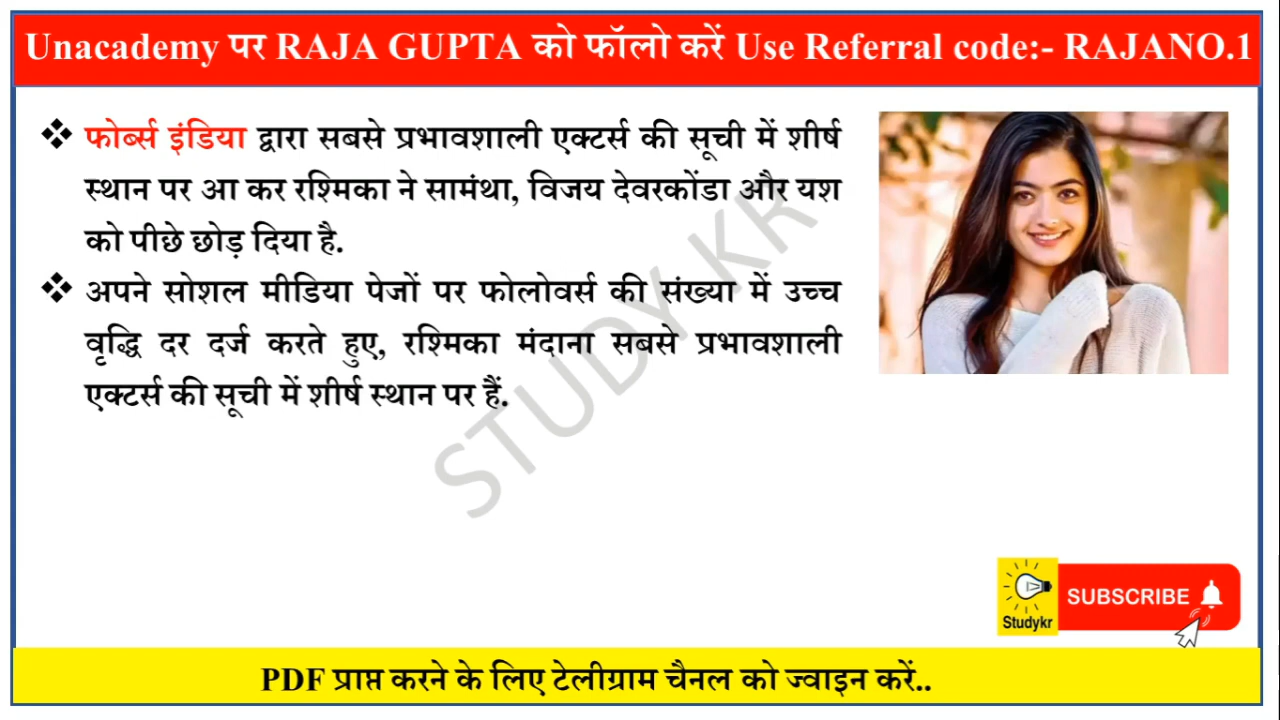 Unacademy पर RAJA GUPTA को फॉलो करें Use Referral code:- RAJANO.1
❖ फोर्ब्स इंडिया द्वारा सबसे प्रभावशाली एक्टर्स की सूची में शीर्ष
स्थान पर आ कर रश्मिका ने सामंथा, विजय देवरकोंडा और यश
को पीछे छोड़ दिया है.
❖ अपने सोशल मीडिया पेजों पर फोलोवर्स की संख्या में उच्च
वृद्धि दर दर्ज करते हुए, रश्मिका मंदाना सबसे प्रभावशाली
एक्टर्स की सूची में शीर्ष स्थान पर हैं.
STUDY KR
Studykr
SUBSCRIBE
PDF प्राप्त करने के लिए टेलीग्राम चैनल को ज्वाइन करें..